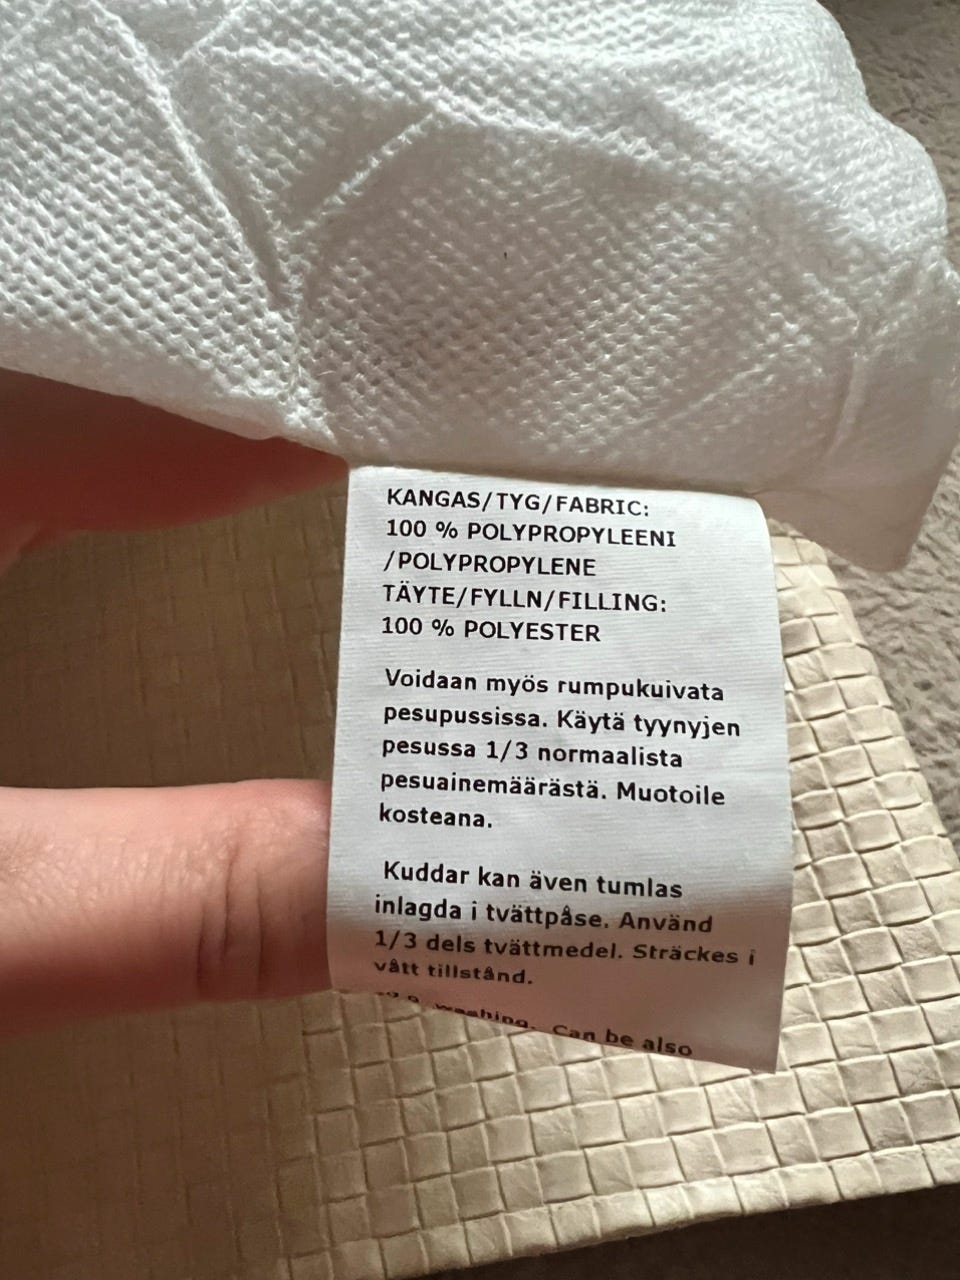 KANGAS/TYG/FABRIC:
100 % POLYPROPYLEENI
/POLYPROPYLENE
TÄYTE/FYLLN/FILLING:
100 % POLYESTER
Voidaan myös rumpukuivata
pesupussissa. Käytä tyynyjen
pesussa 1/3 normaalista
pesuainemäärästä. Muotoile
kosteana.
Kuddar kan även tumlas
inlagda i tvättpåse. Använd
1/3 dels tvättmedel. Sträckes i
vått tillstånd.
washing. Can be also